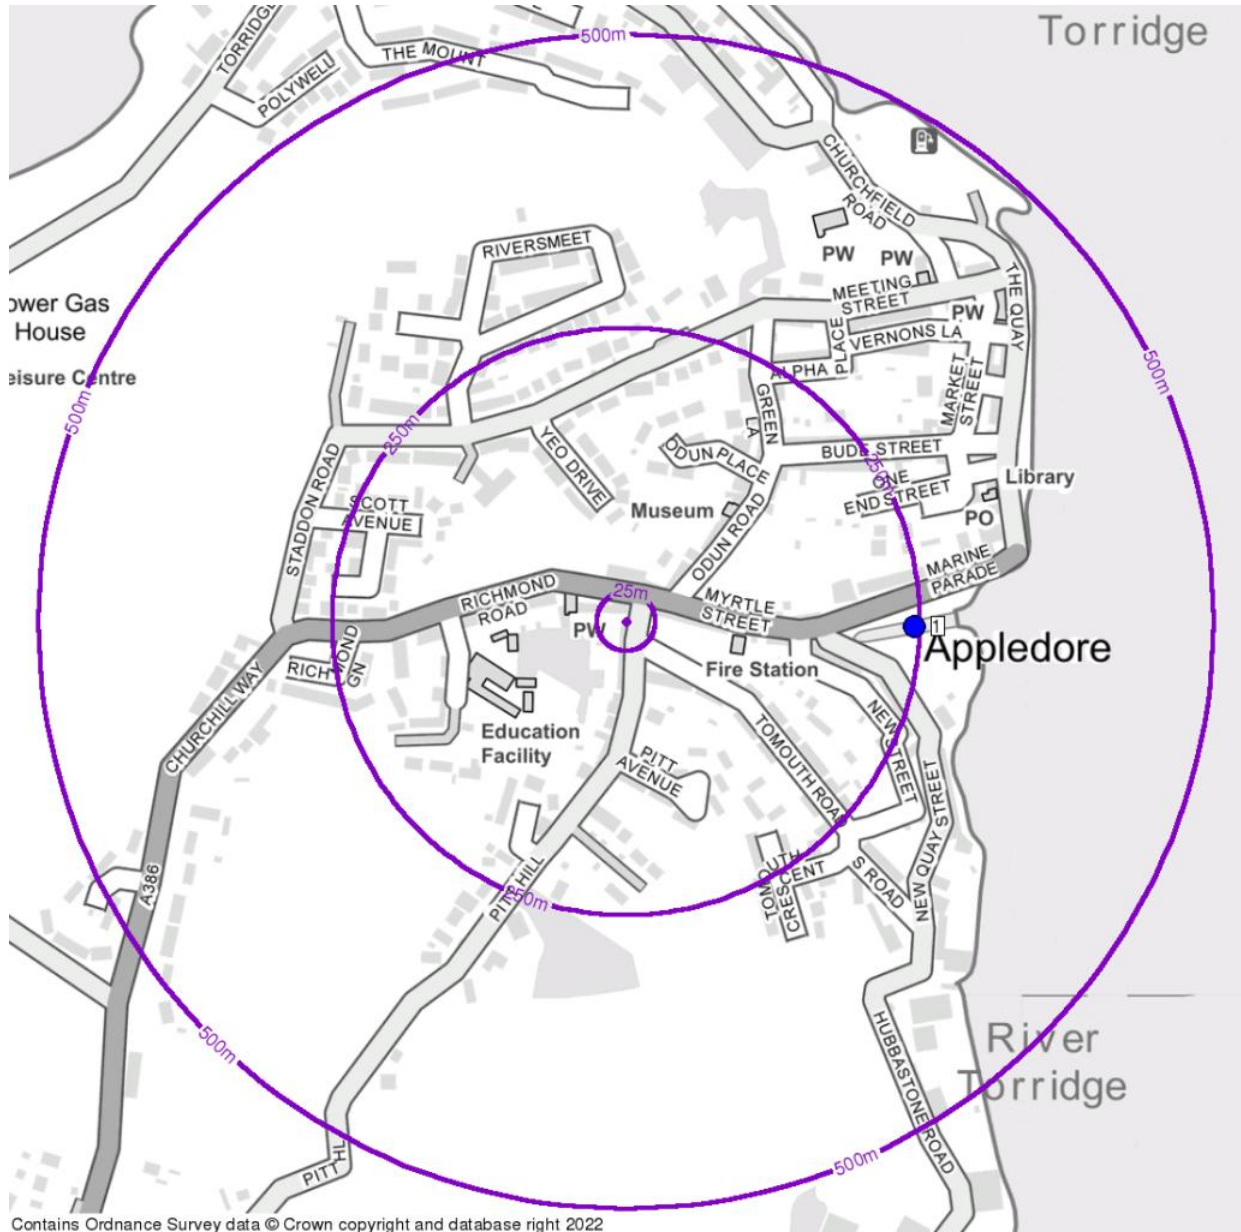 500m
Torridge
TORRIDGE
THE MOUNT
POLYWELL
CHURCHFIELD
ROAD
PW
PW
RIVERSMEET
MEETING
STREET
THE QUAY
ower Gas
House
PW
VERNONS LA
PLACE
ALPHA
eisure Centre
500m
500m
MARKET
STREET
GREEN
LA
250m
YEO DRIVE
ODUN PLACE
BUDE STREET
250m
ONE
END STREET
Library
STADDON ROAD
SCOTT
AVENUE
Museum
PO
ODUN ROAD
MARINE
PARADE
RICHMOND
ROAD
25m
MYRTLE
STREET
PW
1
Appledore
RICHMOND
GN
Fire Station
CHURCHILL WAY
Education
Facility
NEW STREET
TOMOUTH ROAD
PITT
AVENUE
NEW QUAY STREET
A386
PITT HILL
250m
TOMOUTH
CRESCENT
S ROAD
500m
River
Torridge
HUBBASTONE ROAD
PITT HL
500m
Contains Ordnance Survey data © Crown copyright and database right 2022